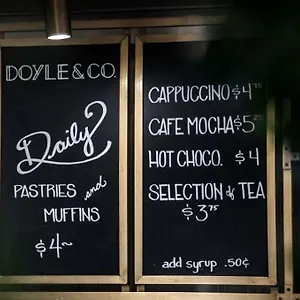 DOYLE & CO.
Daily
PASTRIES and
MUFFINS
$4~
CAPPUCCINO $4.75
CAFE MOCHA $5.25
HOT CHOCO. $4
SELECTION of TEA
$3.75
add syrup .50¢